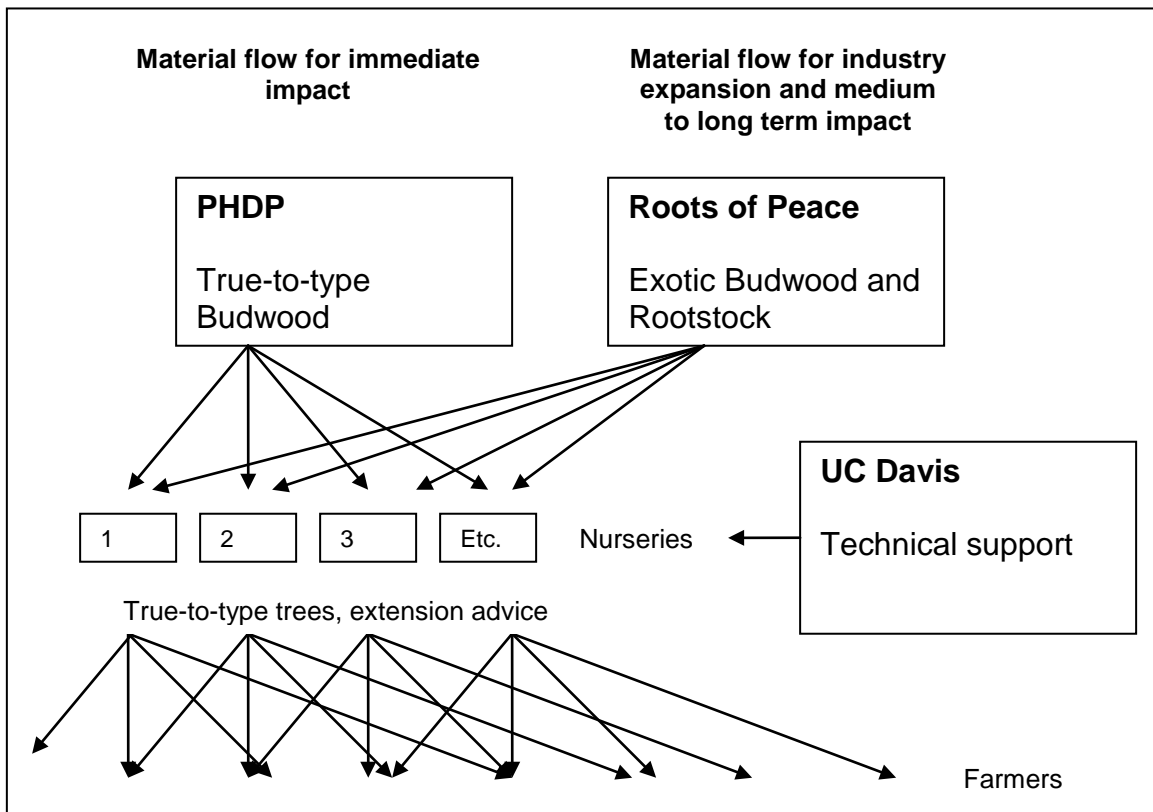 Material flow for immediate
impact
Material flow for industry
expansion and medium
to long term impact
PHDP
True-to-type
Budwood
Roots of Peace
Exotic Budwood and
Rootstock
UC Davis
Technical support
1
2
3
Etc.
Nurseries
True-to-type trees, extension advice
Farmers